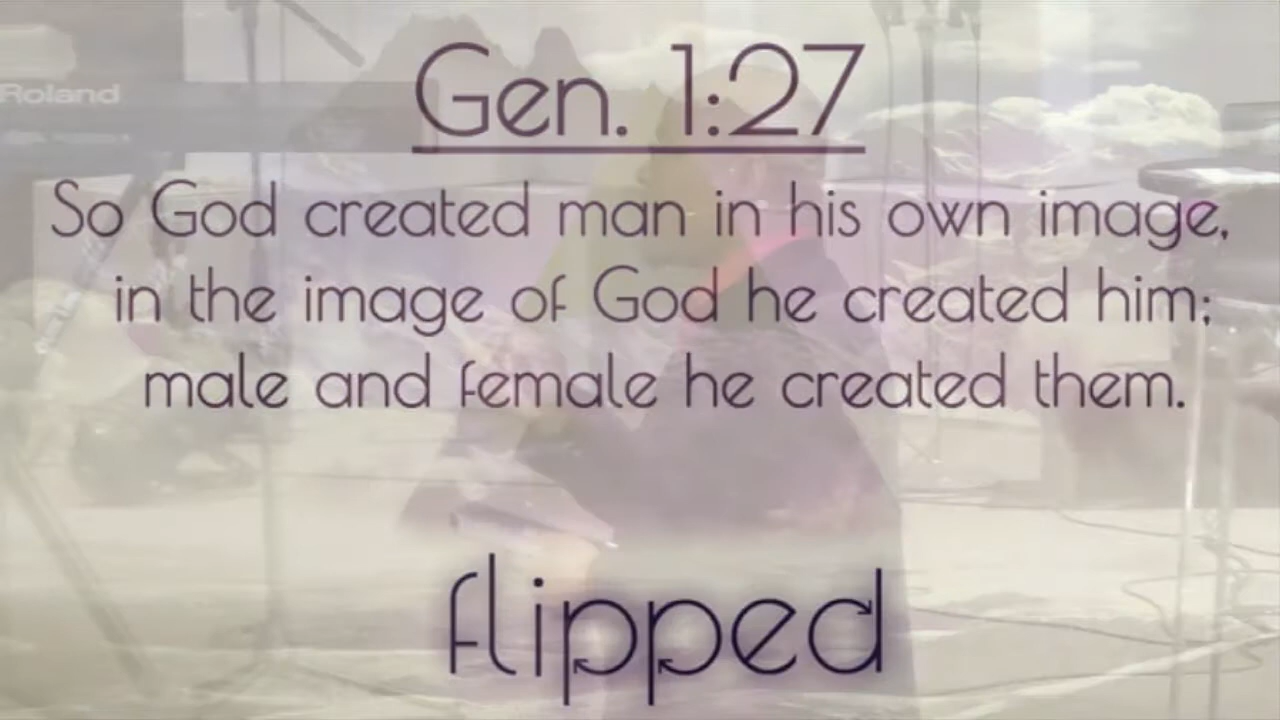 Roland
Gen. 1:27
So God created man in his own image,
in the image of God he created him;
male and female he created them.
flipped